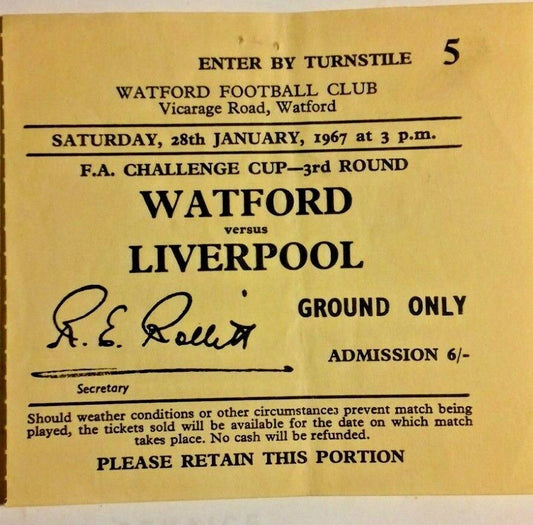 ENTER BY TURNSTILE 5
WATFORD FOOTBALL CLUB
Vicarage Road, Watford
SATURDAY, 28th JANUARY, 1967 at 3 p.m.
F.A. CHALLENGE CUP—3rd ROUND
WATFORD
versus
LIVERPOOL
R. E. Rollitt
GROUND ONLY
ADMISSION 6/-
Secretary
Should weather conditions or other circumstances prevent match being
played, the tickets sold will be available for the date on which match
takes place. No cash will be refunded.
PLEASE RETAIN THIS PORTION